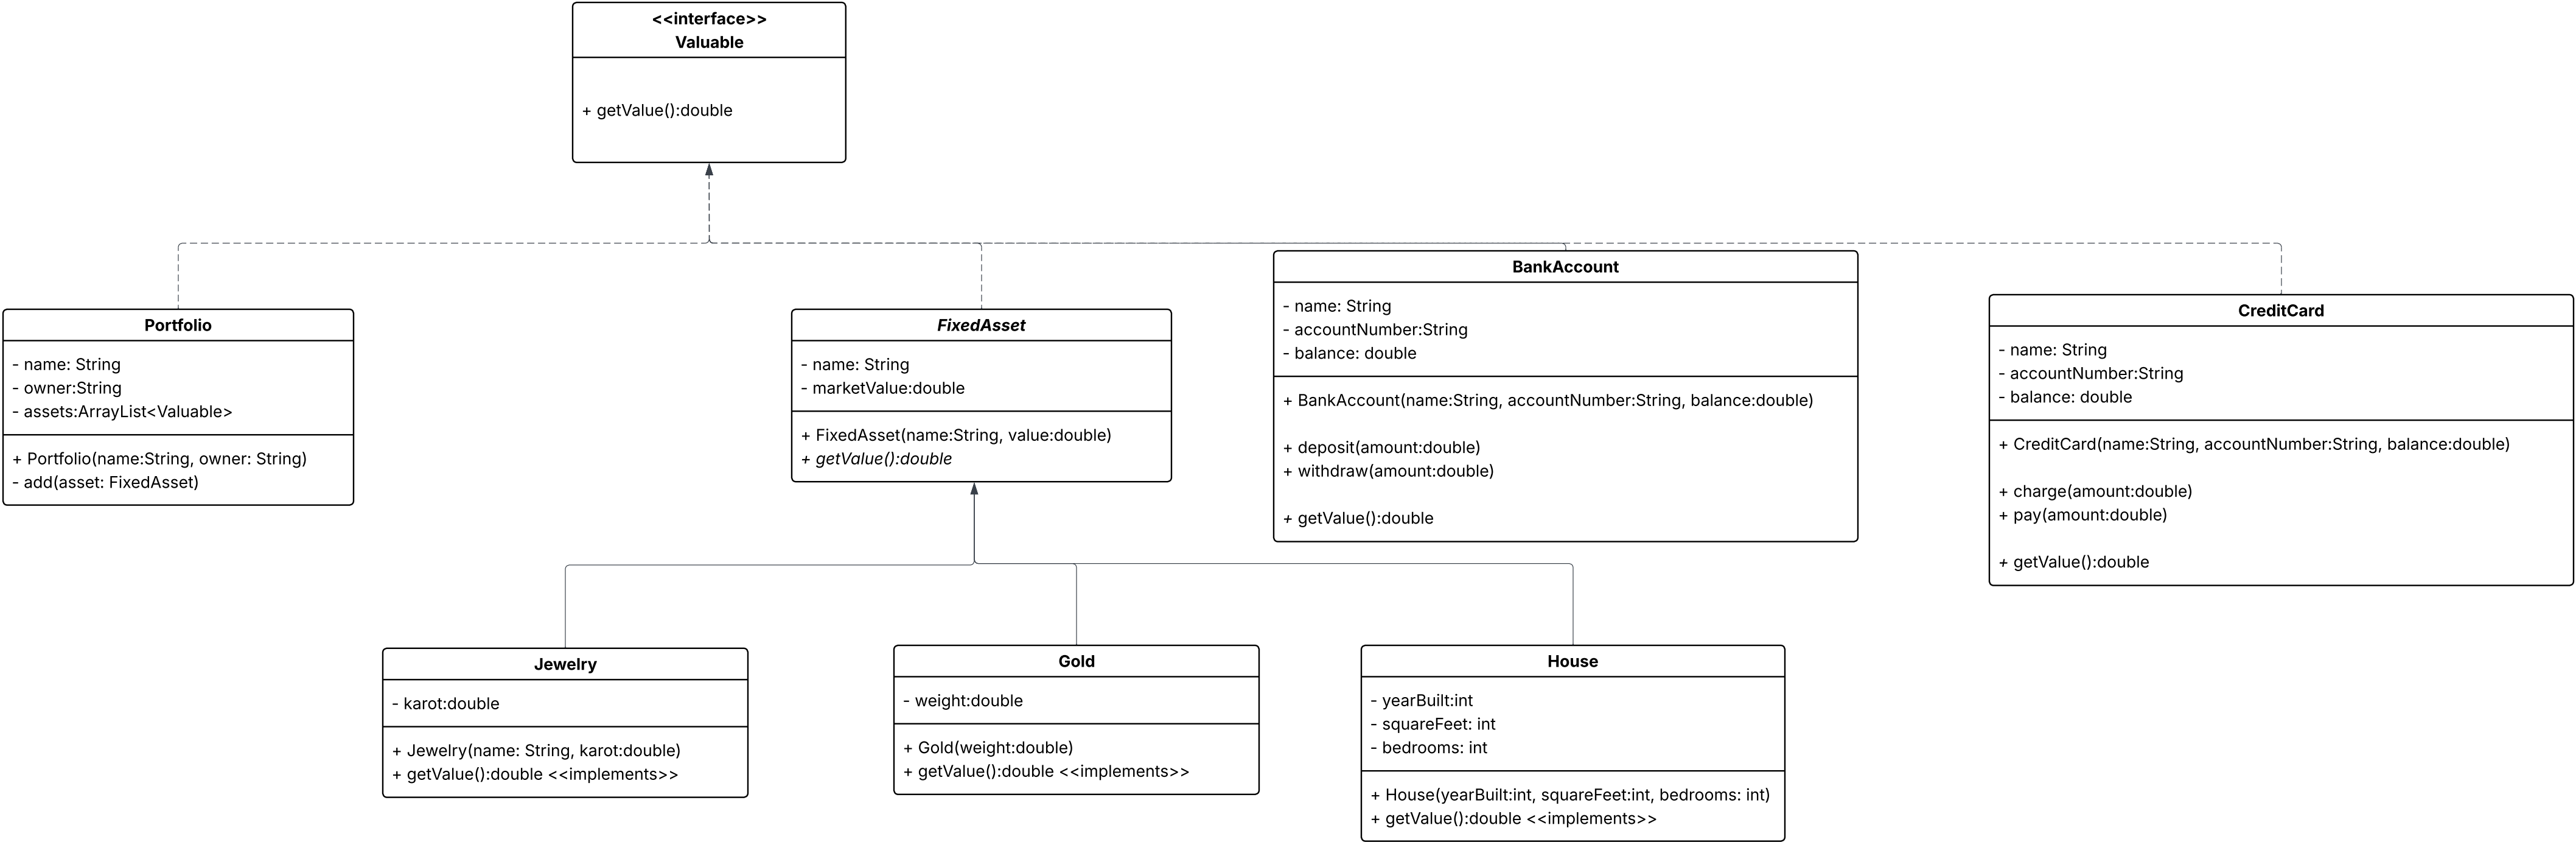 <<interface>>
Valuable
+ getValue():double
Portfolio
- name: String
- owner:String
- assets:ArrayList<Valuable>
+ Portfolio(name:String, owner: String)
- add(asset: FixedAsset)
FixedAsset
- name: String
- marketValue:double
+ FixedAsset(name:String, value:double)
+ getValue():double
BankAccount
- name: String
- accountNumber:String
- balance: double
+ BankAccount(name:String, accountNumber:String, balance:double)
+ deposit(amount:double)
+ withdraw(amount:double)
+ getValue():double
CreditCard
- name: String
- accountNumber:String
- balance: double
+ CreditCard(name:String, accountNumber:String, balance:double)
+ charge(amount:double)
+ pay(amount:double)
+ getValue():double
Jewelry
- karot:double
+ Jewelry(name: String, karot:double)
+ getValue():double <<implements>>
Gold
- weight:double
+ Gold(weight:double)
+ getValue():double <<implements>>
House
- yearBuilt:int
- squareFeet: int
- bedrooms: int
+ House(yearBuilt:int, squareFeet:int, bedrooms: int)
+ getValue():double <<implements>>